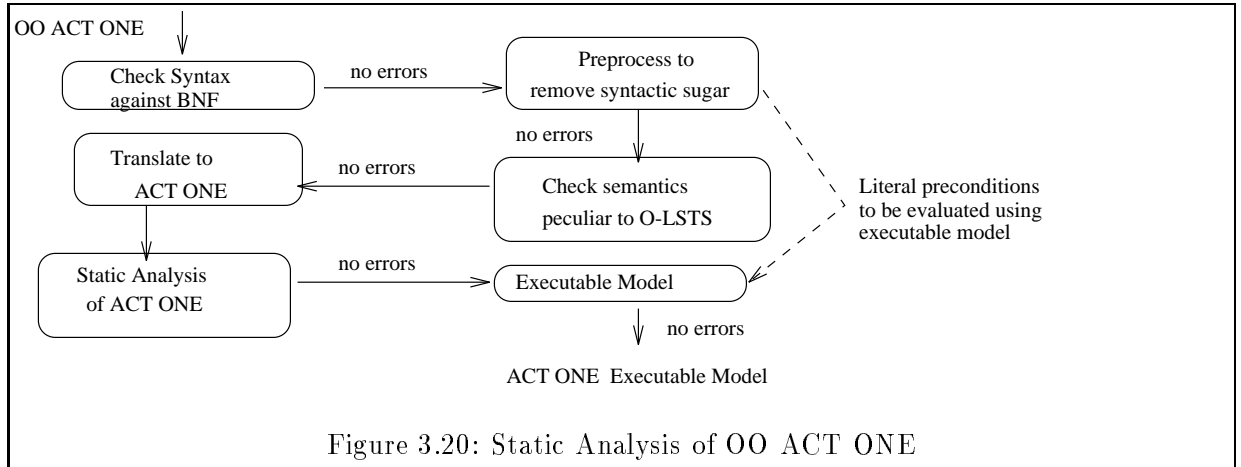 OO ACT ONE
Check Syntax
against BNF
no errors
Preprocess to
remove syntactic sugar
no errors
Translate to
ACT ONE
no errors
Check semantics
peculiar to O-LSTS
Literal preconditions
to be evaluated using
executable model
Static Analysis
of ACT ONE
no errors
Executable Model
no errors
ACT ONE Executable Model
Figure 3.20: Static Analysis of OO ACT ONE